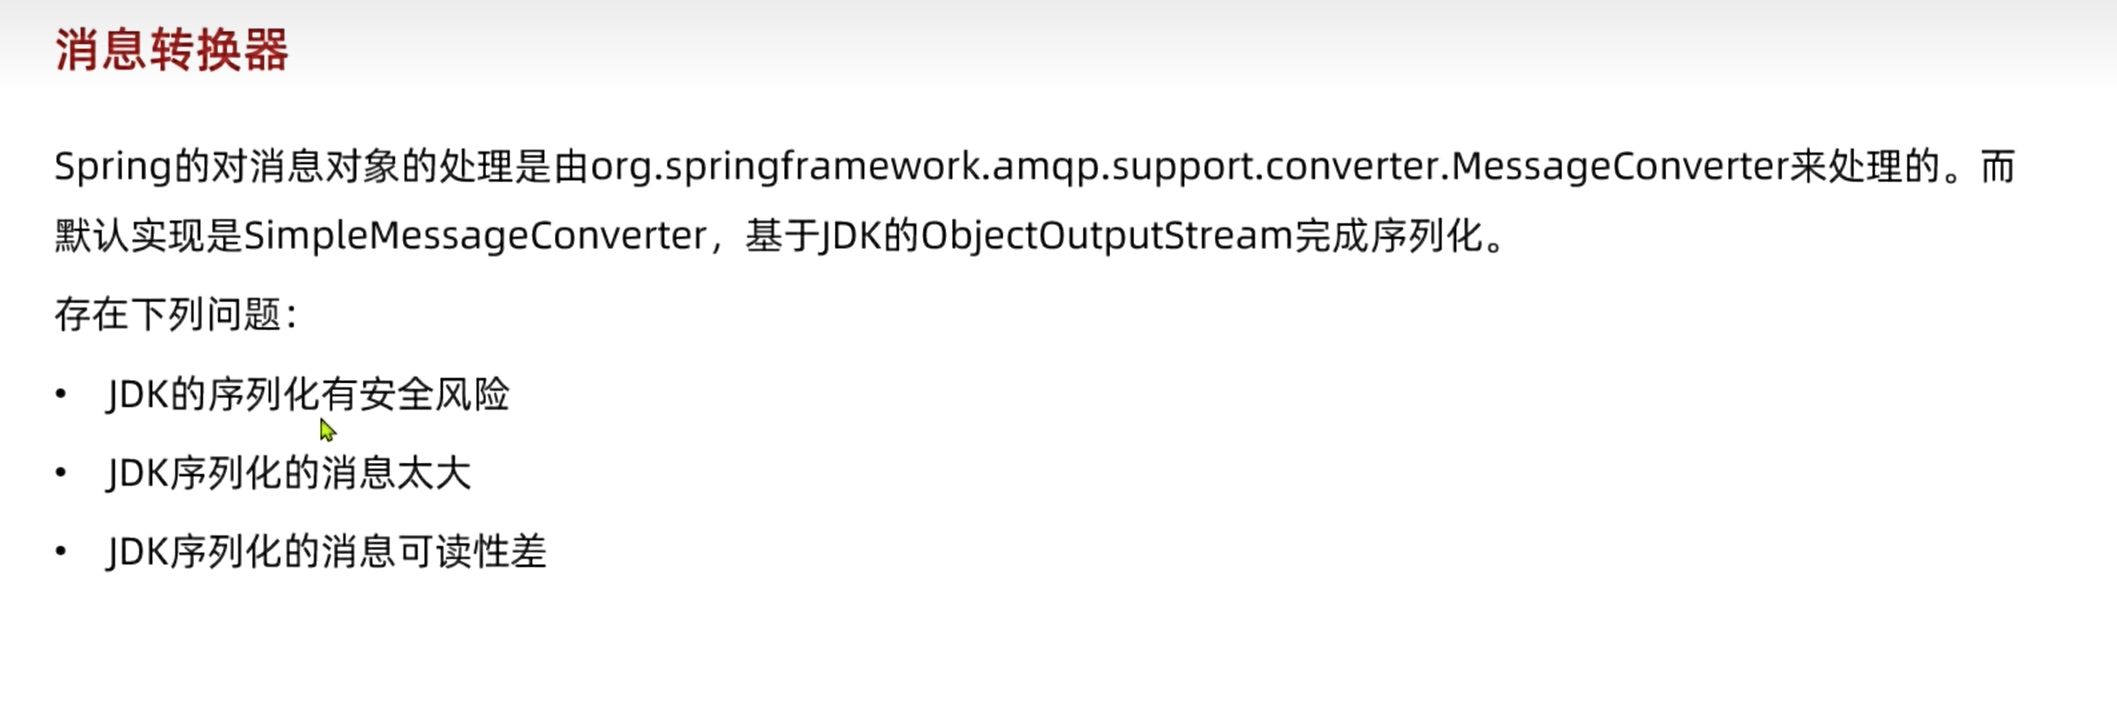 消息转换器
Spring的对消息对象的处理是由org.springframework.amqp.support.converter.MessageConverter来处理的。而
默认实现是SimpleMessageConverter，基于JDK的ObjectOutputStream完成序列化。
存在下列问题：
• JDK的序列化有安全风险
• JDK序列化的消息太大
• JDK序列化的消息可读性差